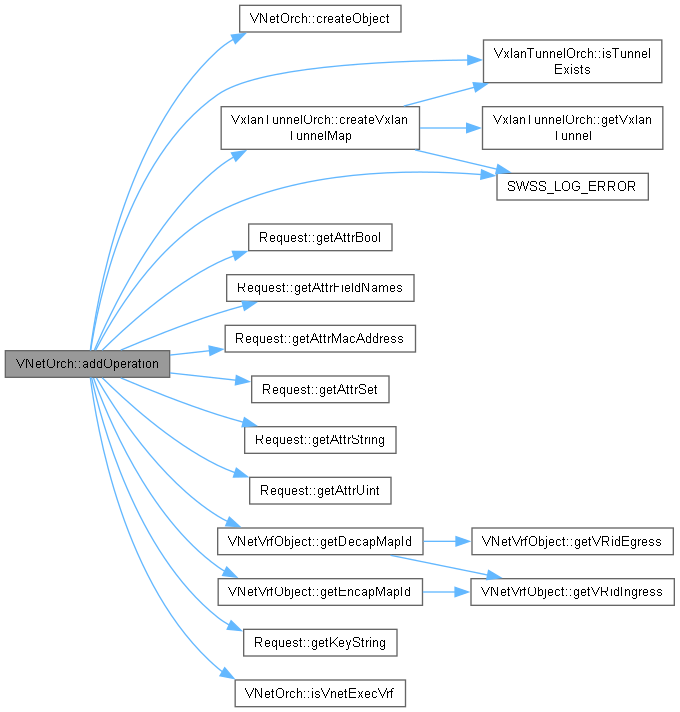 VNetOrch::createObject
VxlanTunnelOrch::isTunnel
Exists
VxlanTunnelOrch::createVxlan
TunnelMap
VxlanTunnelOrch::getVxlan
Tunnel
SWSS_LOG_ERROR
Request::getAttrBool
Request::getAttrFieldNames
Request::getAttrMacAddress
VNetOrch::addOperation
Request::getAttrSet
Request::getAttrString
Request::getAttrUint
VNetVrfObject::getDecapMapId
VNetVrfObject::getVRidEgress
VNetVrfObject::getEncapMapId
VNetVrfObject::getVRidIngress
Request::getKeyString
VNetOrch::isVnetExecVrf